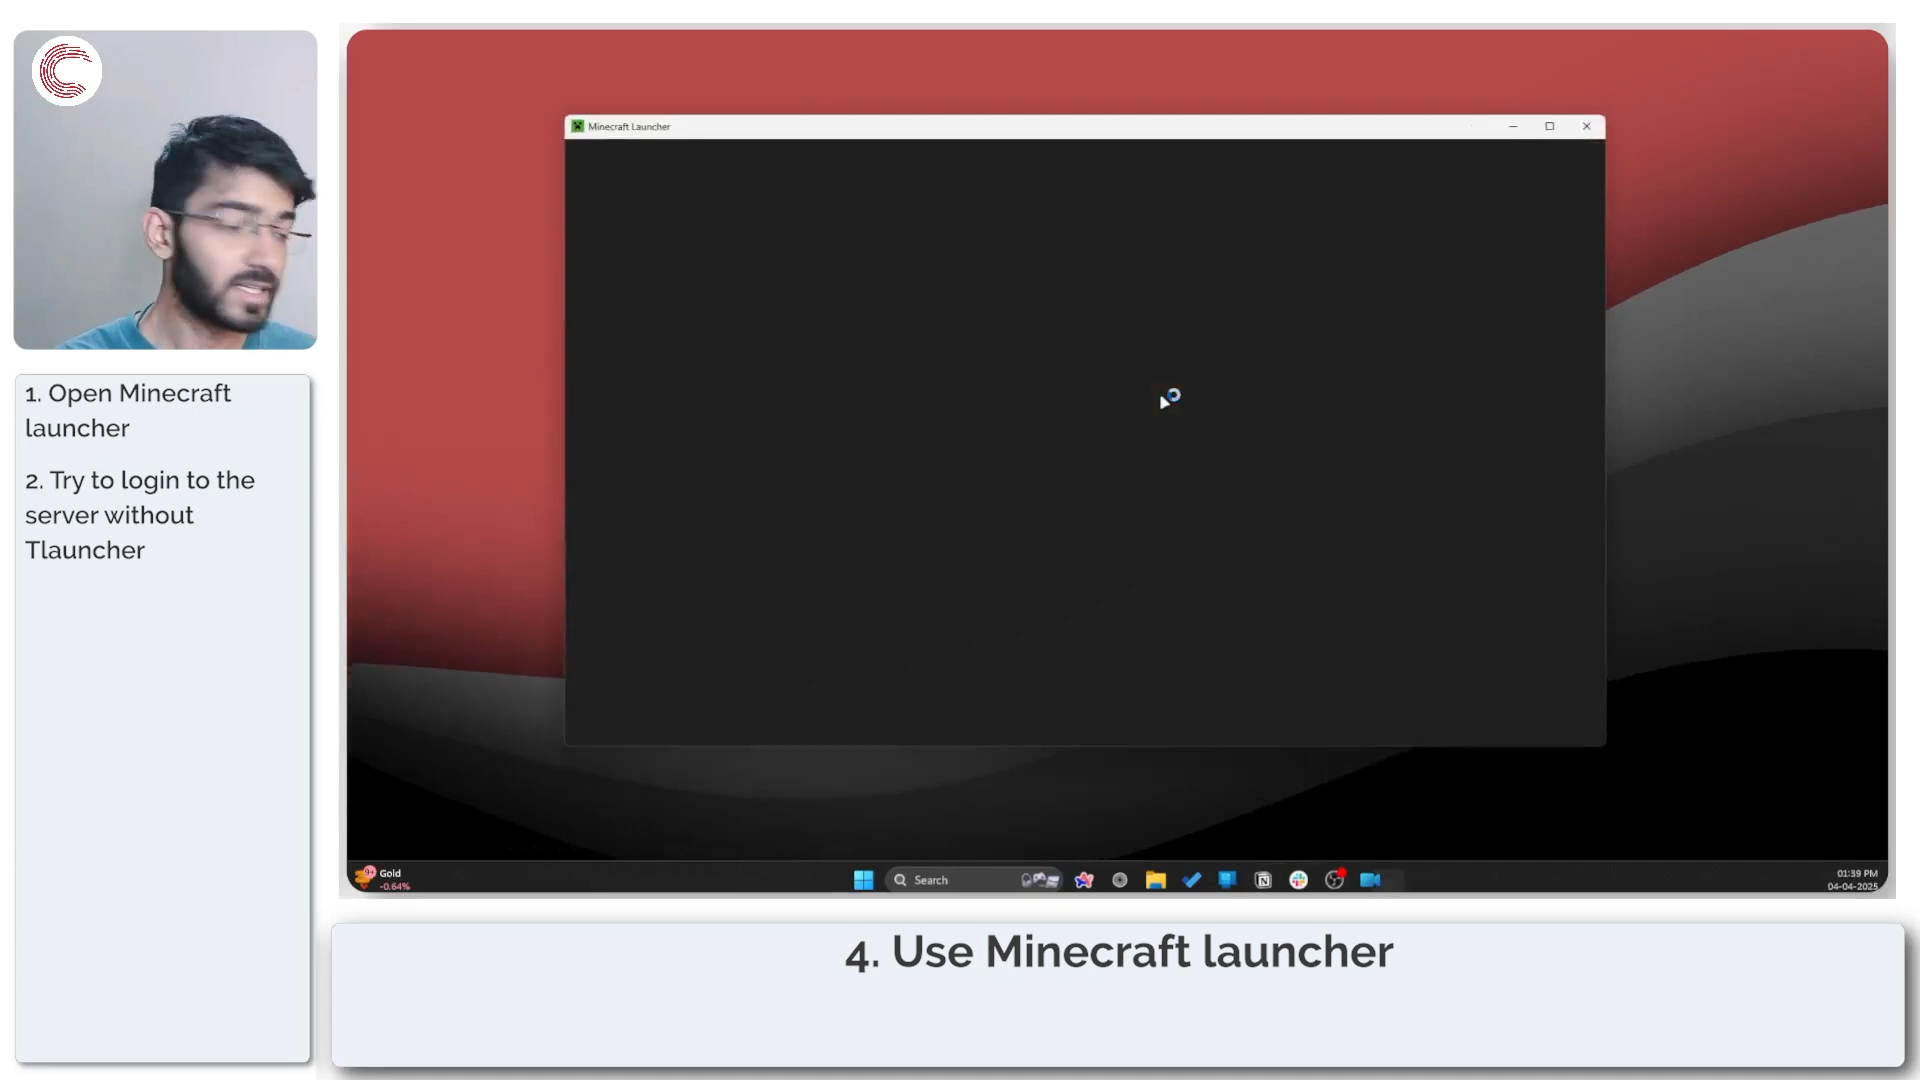 1. Open Minecraft
launcher
2. Try to login to the
server without
Tlauncher
Minecraft Launcher
9+
Gold
-0.64%
Search
01:39 PM
04-04-2025
4. Use Minecraft launcher